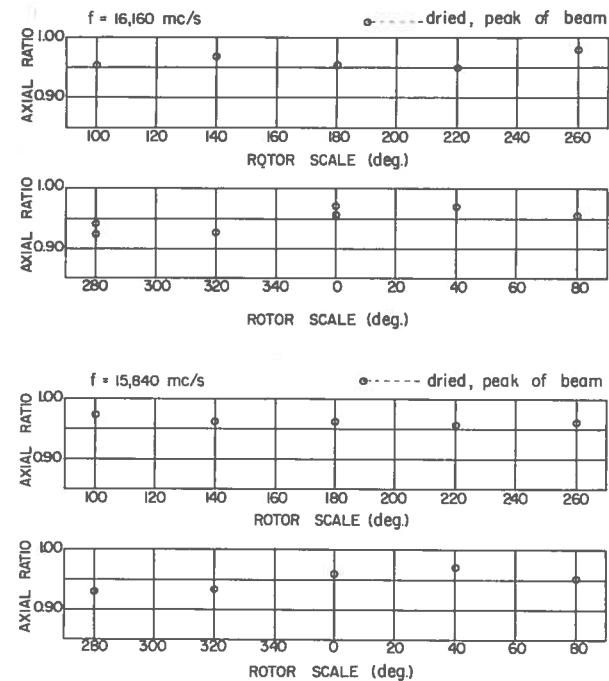 f = 16,160 mc/s
dried, peak of beam
AXIAL RATIO
1.00
0.90
100 120 140 160 180 200 220 240 260
ROTOR SCALE (deg.)
AXIAL RATIO
1.00
0.90
280 300 320 340 0 20 40 60 80
ROTOR SCALE (deg.)
f = 15,840 mc/s
dried, peak of beam
AXIAL RATIO
1.00
0.90
100 120 140 160 180 200 220 240 260
ROTOR SCALE (deg.)
AXIAL RATIO
1.00
0.90
280 300 320 340 0 20 40 60 80
ROTOR SCALE (deg.)